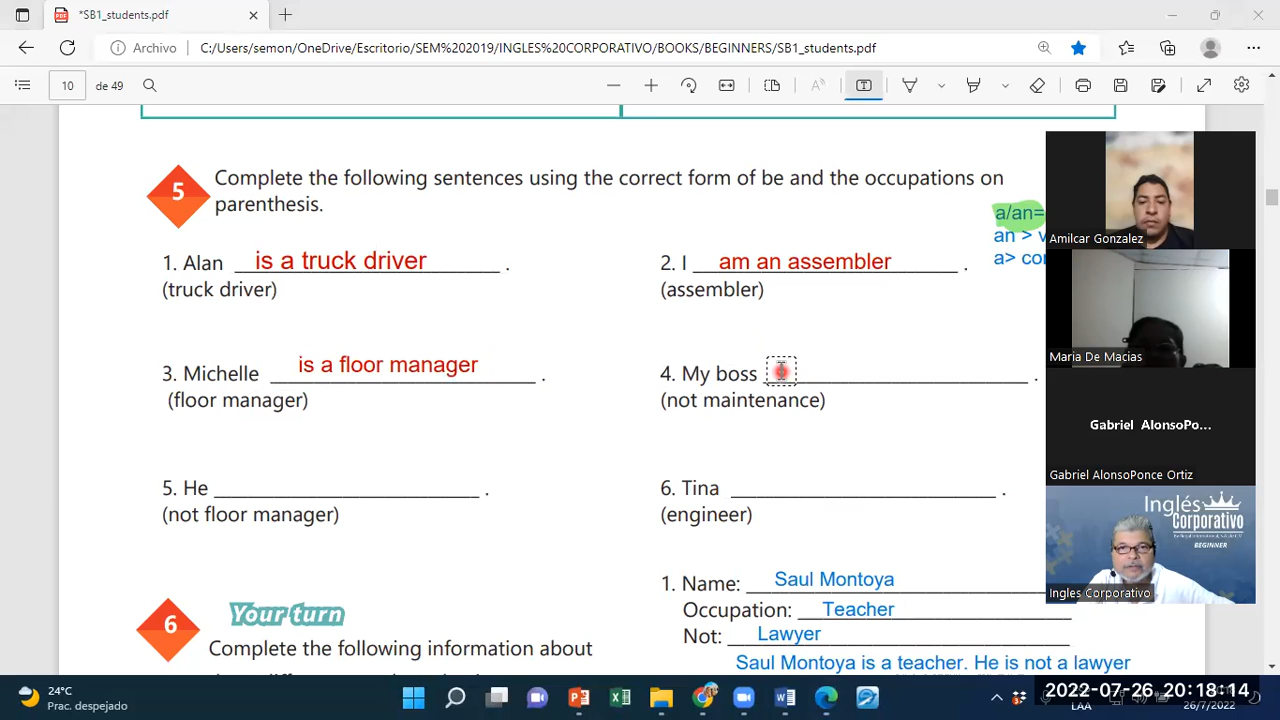 *SB1_students.pdf
Archivo
C:/Users/semon/OneDrive/Escritorio/SEM%202019/INGLES%20CORPORATIVO/BOOKS/BEGINNERS/SB1_students.pdf
10 de 49
5
Complete the following sentences using the correct form of be and the occupations on
parenthesis.
a/an=
an > v
a> con
1. Alan is a truck driver .
(truck driver)
2. I am an assembler .
(assembler)
3. Michelle is a floor manager .
(floor manager)
4. My boss .
(not maintenance)
5. He .
(not floor manager)
6. Tina .
(engineer)
6
Your turn
Complete the following information about
1. Name: Saul Montoya
Occupation: Teacher
Not: Lawyer
Saul Montoya is a teacher. He is not a lawyer
Amilcar Gonzalez
Maria De Macias
Gabriel AlonsoPo...
Gabriel AlonsoPonce Ortiz
Inglés
Corporativo
BEGINNER
Ingles Corporativo
24°C
Prac. despejado
LAA
2022-07-26 20:18:14
26/7/2022